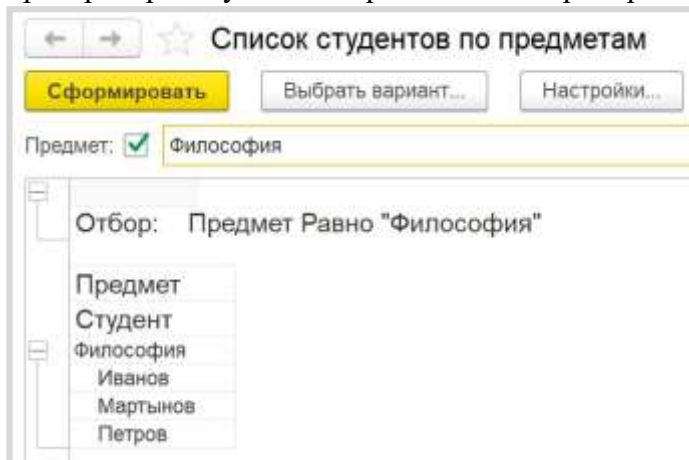 Список студентов по предметам
Сформировать Выбрать вариант... Настройки...
Предмет: Философия
Отбор: Предмет Равно "Философия"
Предмет
Студент
Философия
Иванов
Мартынов
Петров